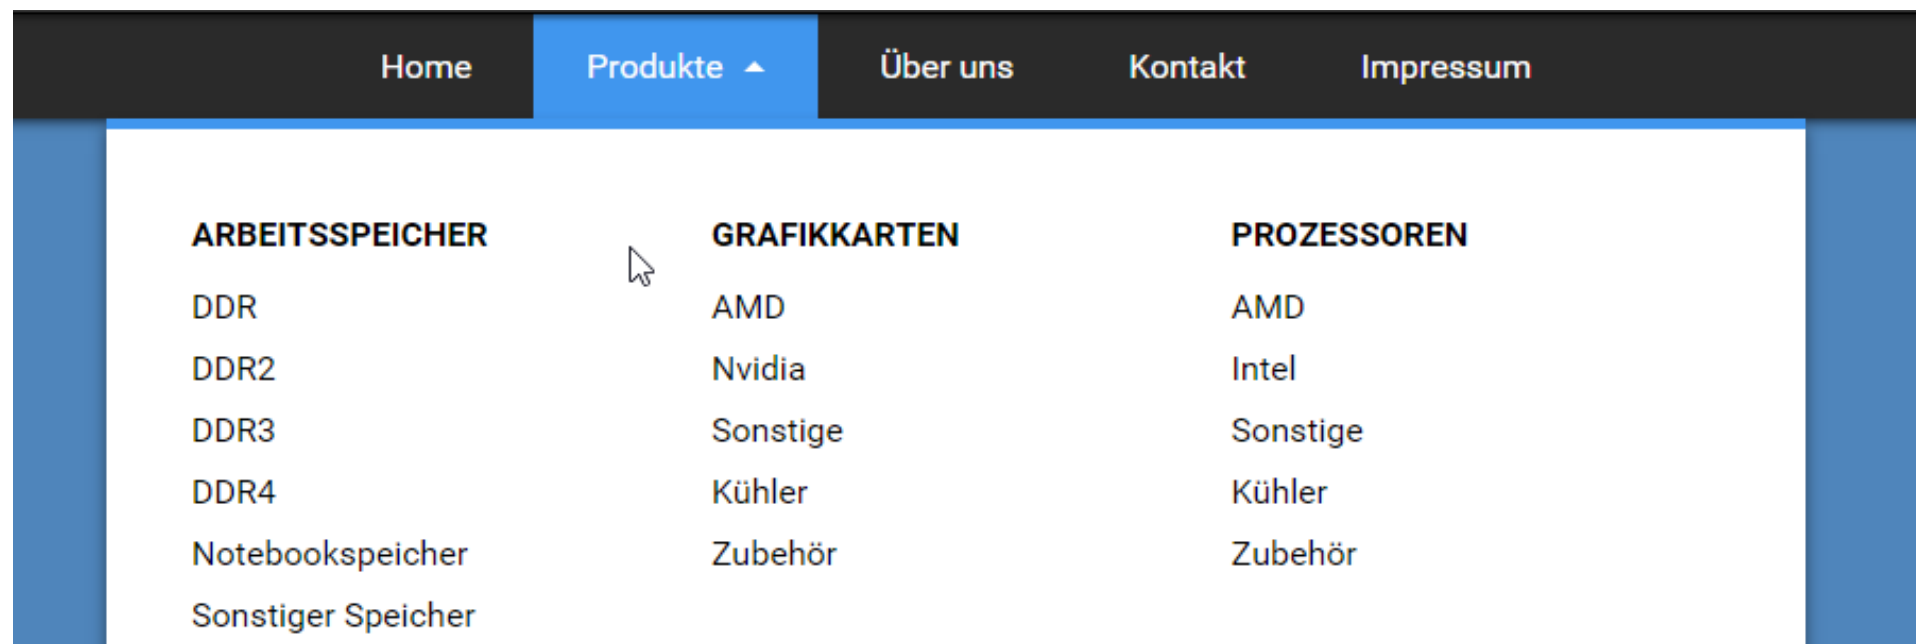 Home Produkte Über uns Kontakt Impressum
ARBEITSSPEICHER
DDR
DDR2
DDR3
DDR4
Notebookspeicher
Sonstiger Speicher
GRAFIKKARTEN
AMD
Nvidia
Sonstige
Kühler
Zubehör
PROZESSOREN
AMD
Intel
Sonstige
Kühler
Zubehör